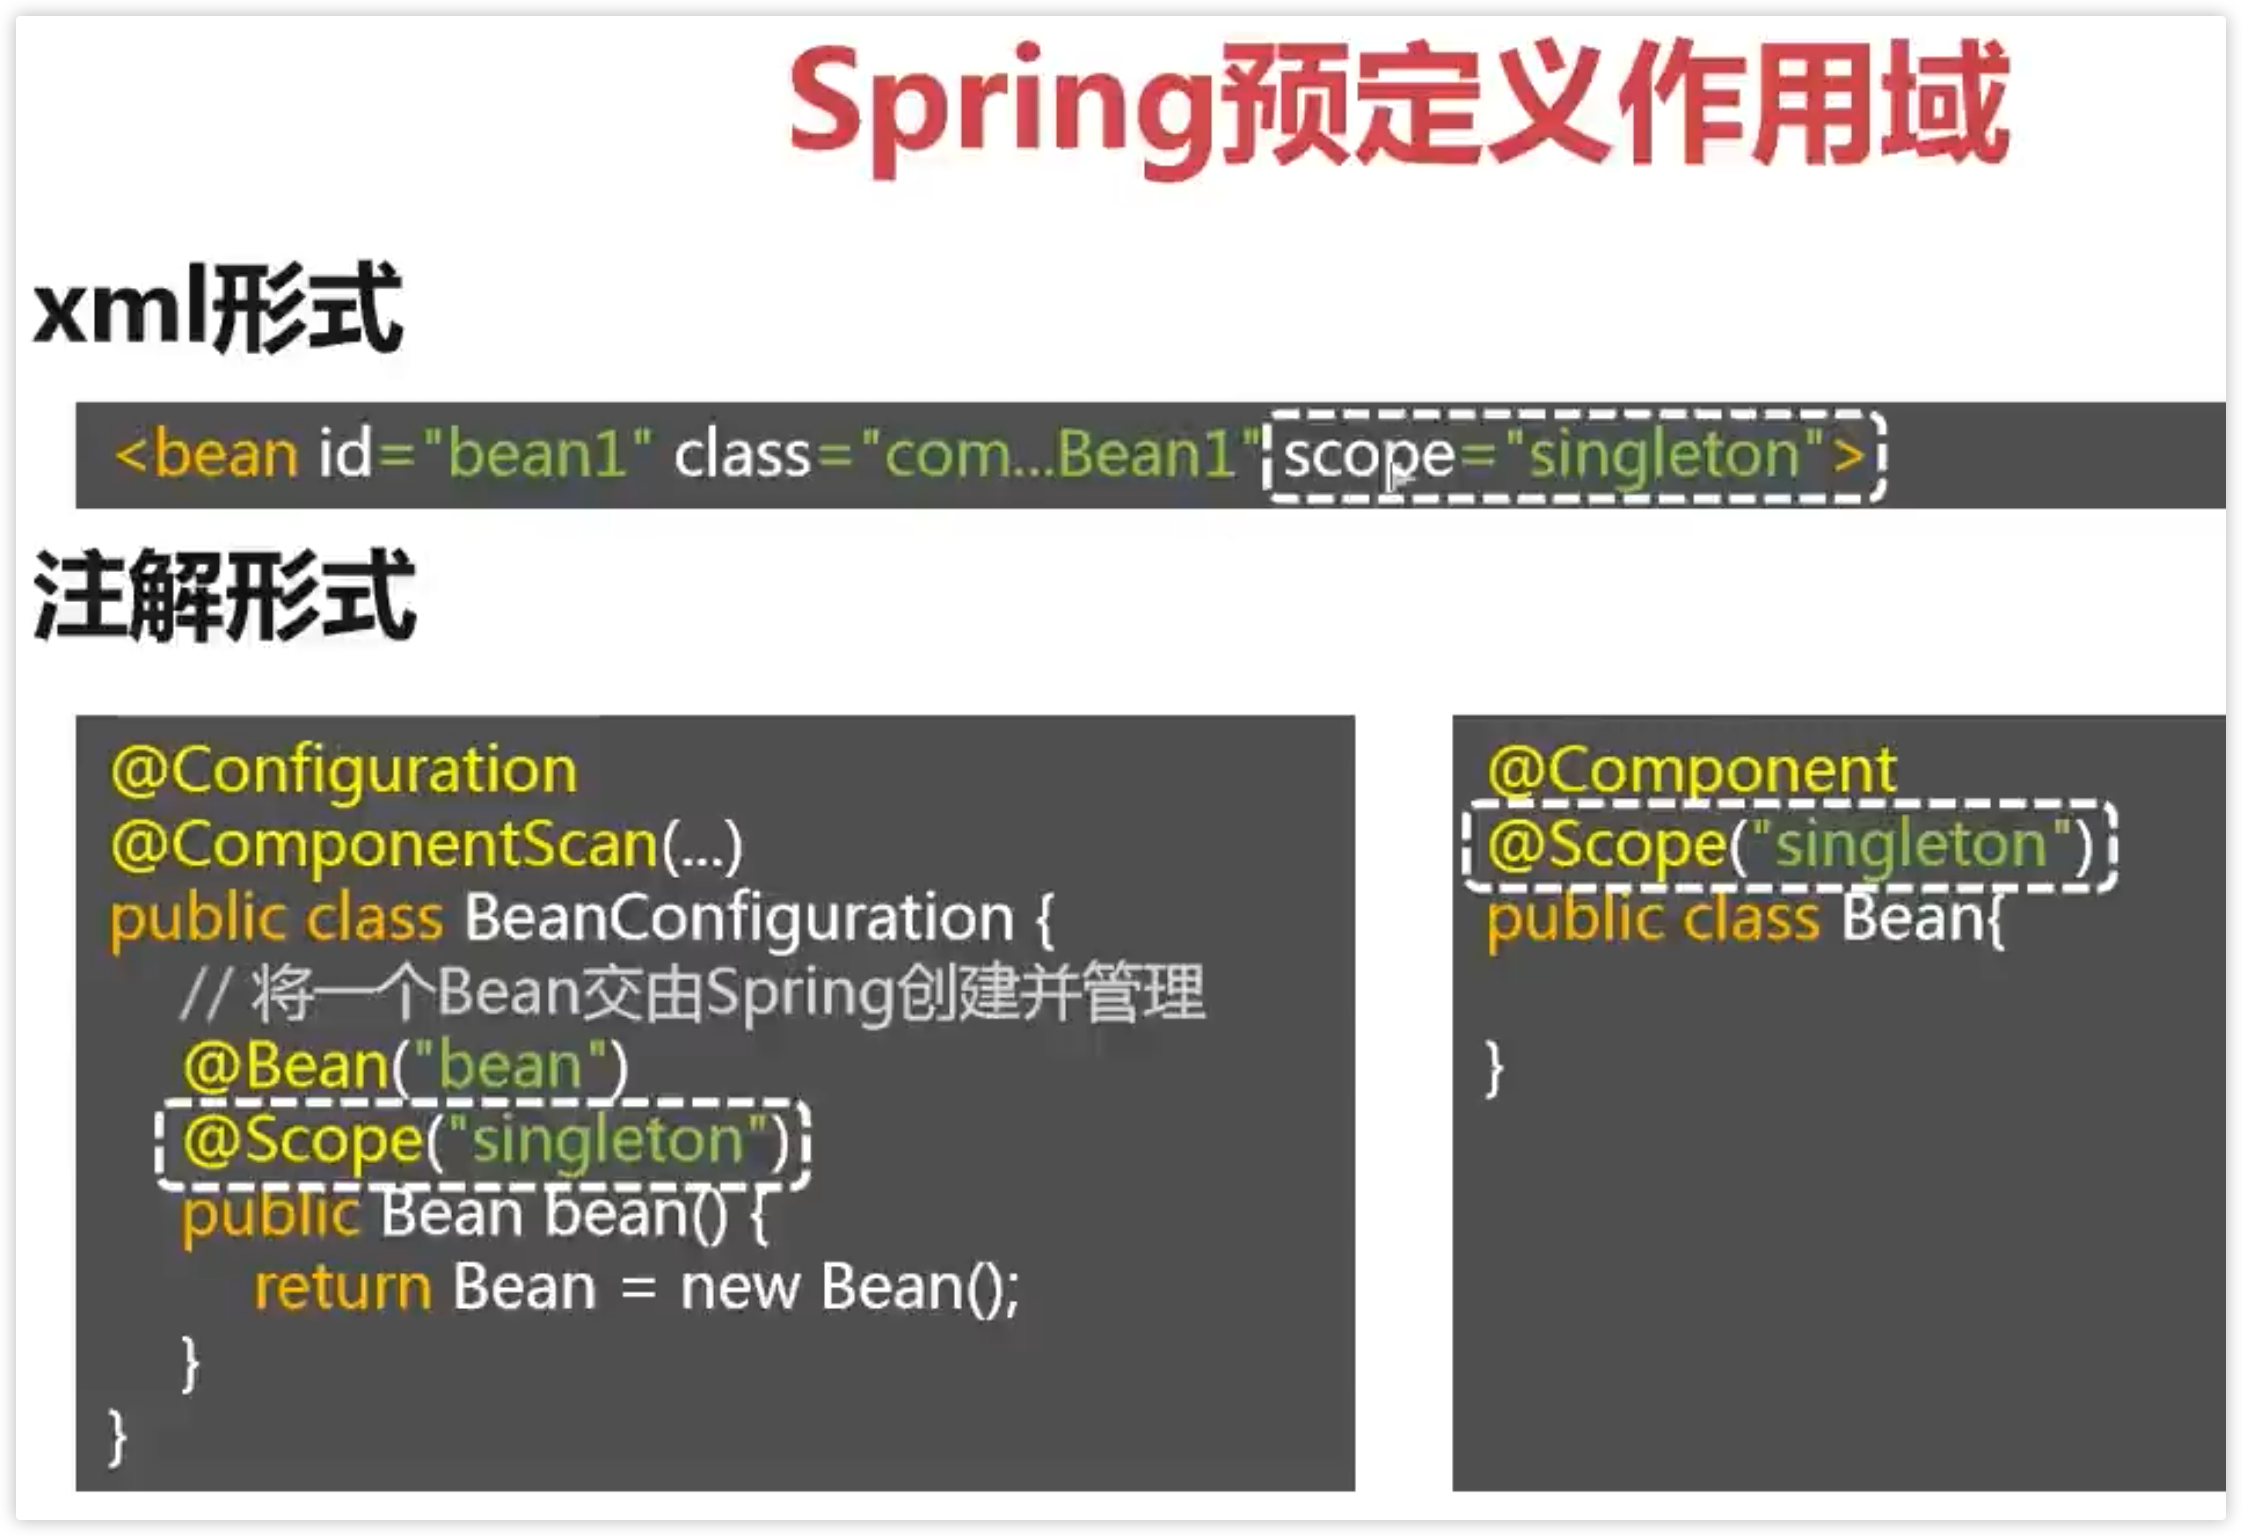 Spring预定义作用域
xml形式
<bean id="bean1" class="com...Bean1" scope="singleton">
注解形式
@Configuration
@ComponentScan(...)
public class BeanConfiguration {
// 将一个Bean交由Spring创建并管理
@Bean("bean")
@Scope("singleton")
public Bean bean() {
return Bean = new Bean();
}
}
@Component
@Scope("singleton")
public class Bean{
}